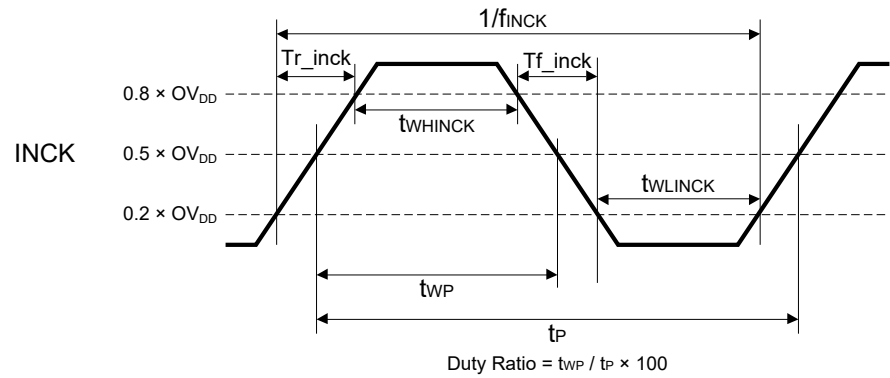 1/fINCK
Tr_inck
Tf_inck
0.8 × OVDD
tWHINCK
INCK
0.5 × OVDD
tWLINCK
0.2 × OVDD
tWP
tP
Duty Ratio = tWP / tP × 100